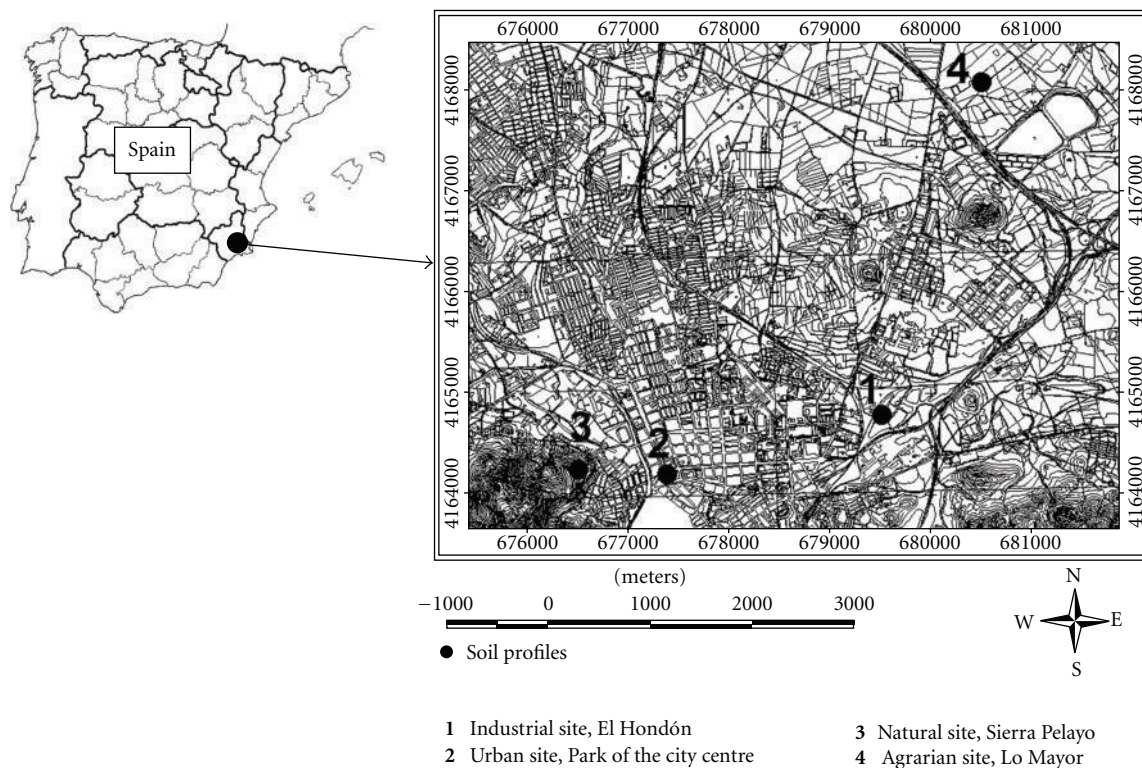 Spain
676000 677000 678000 679000 680000 681000
4168000
4167000
4166000
4165000
4164000
4
1
3
2
4168000
4167000
4166000
4165000
4164000
676000 677000 678000 679000 680000 681000
(meters)
−1000 0 1000 2000 3000
N
W E
S
Soil profiles
1 Industrial site, El Hondón
2 Urban site, Park of the city centre
3 Natural site, Sierra Pelayo
4 Agrarian site, Lo Mayor